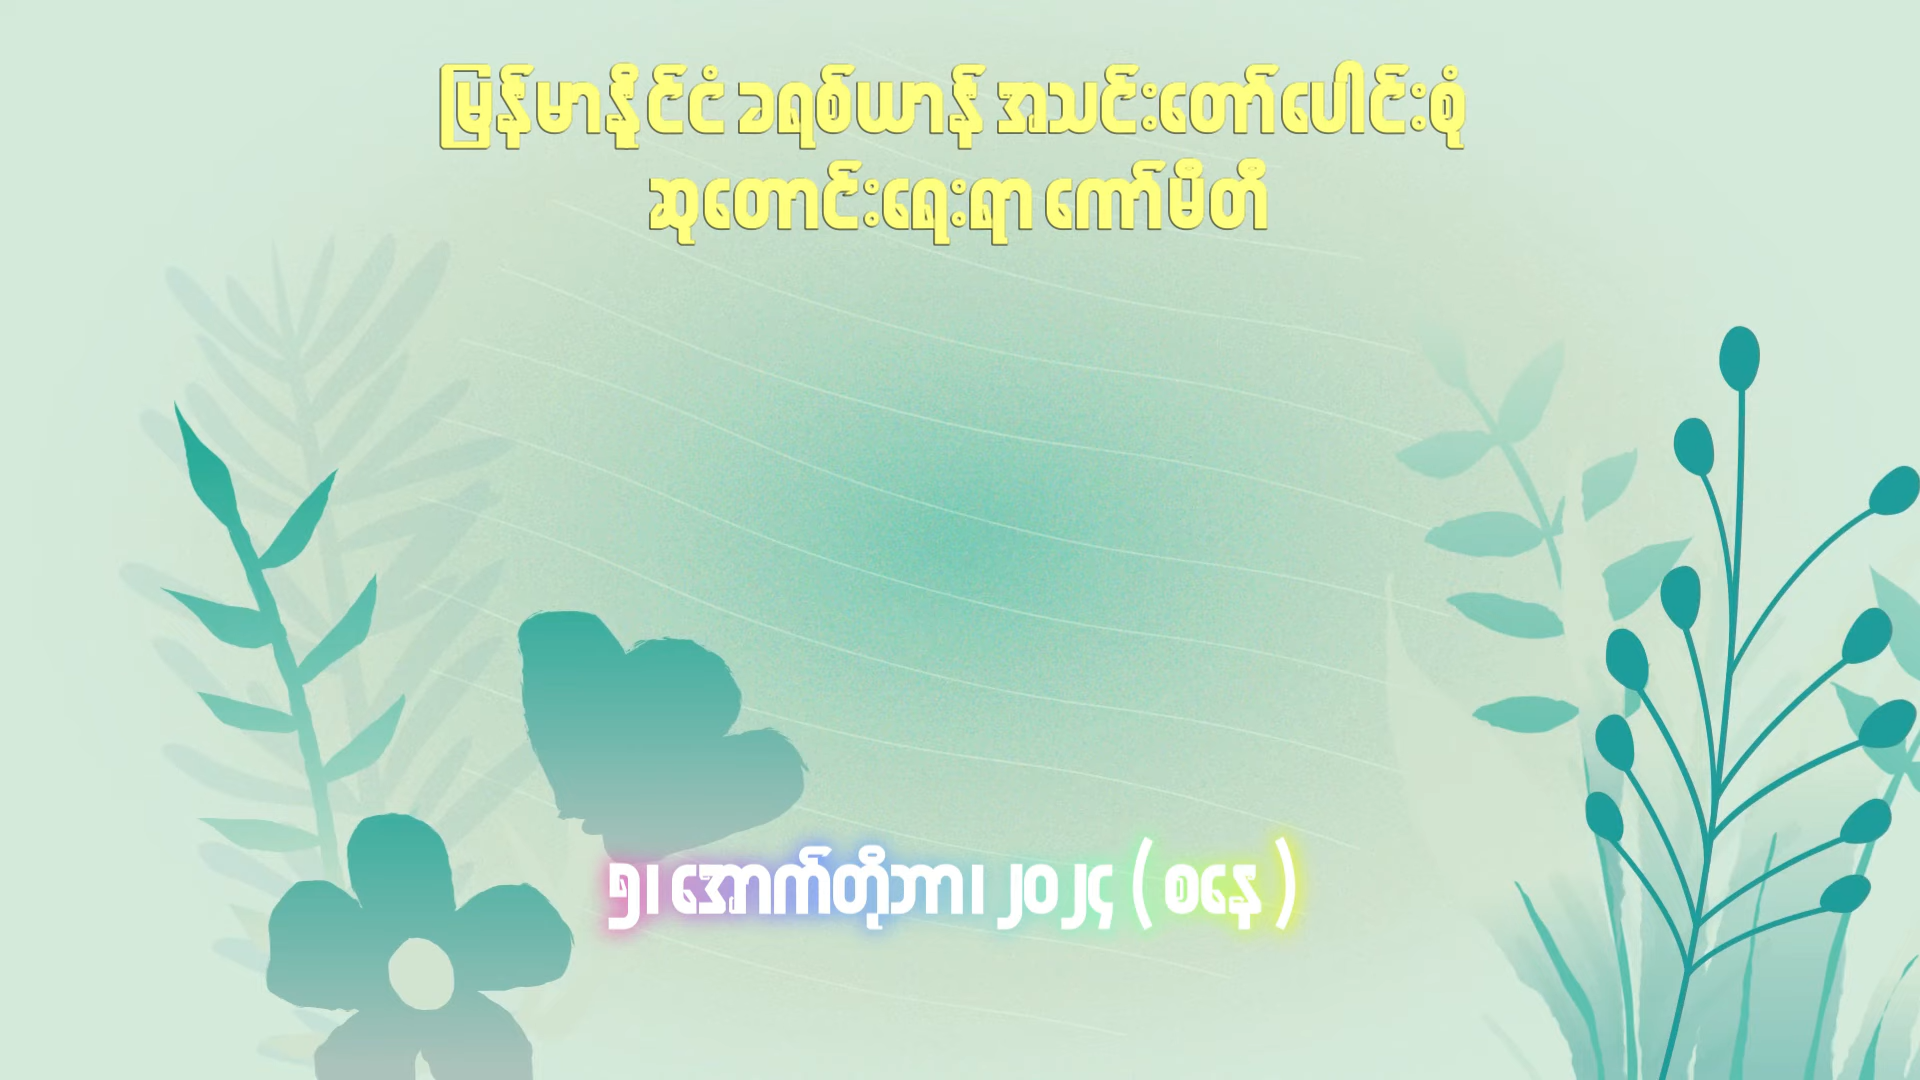 မြန်မာနိုင်ငံ ခရစ်ယာန် အသင်းတော်ပေါင်းစုံ
ဆုတောင်းရေးရာ ကော်မိတီ
၅၊ အောက်တိုဘာ၊ ၂၀၂၄ ( စနေ )